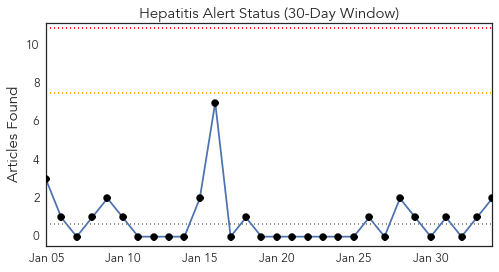 Hepatitis Alert Status (30-Day Window)
Articles Found
10
8
6
4
2
0
Jan 05
Jan 10
Jan 15
Jan 20
Jan 25
Jan 30